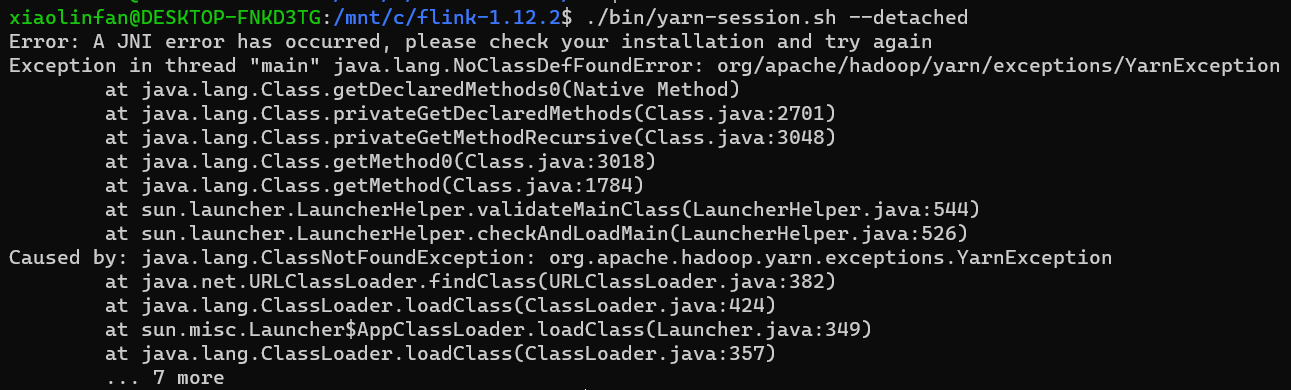 xiaolinfan@DESKTOP-FNKD3TG:/mnt/c/flink-1.12.2$ ./bin/yarn-session.sh --detached
Error: A JNI error has occurred, please check your installation and try again
Exception in thread "main" java.lang.NoClassDefFoundError: org/apache/hadoop/yarn/exceptions/YarnException
        at java.lang.Class.getDeclaredMethods0(Native Method)
        at java.lang.Class.privateGetDeclaredMethods(Class.java:2701)
        at java.lang.Class.privateGetMethodRecursive(Class.java:3048)
        at java.lang.Class.getMethod0(Class.java:3018)
        at java.lang.Class.getMethod(Class.java:1784)
        at sun.launcher.LauncherHelper.validateMainClass(LauncherHelper.java:544)
        at sun.launcher.LauncherHelper.checkAndLoadMain(LauncherHelper.java:526)
Caused by: java.lang.ClassNotFoundException: org.apache.hadoop.yarn.exceptions.YarnException
        at java.net.URLClassLoader.findClass(URLClassLoader.java:382)
        at java.lang.ClassLoader.loadClass(ClassLoader.java:424)
        at sun.misc.Launcher$AppClassLoader.loadClass(Launcher.java:349)
        at java.lang.ClassLoader.loadClass(ClassLoader.java:357)
        ... 7 more